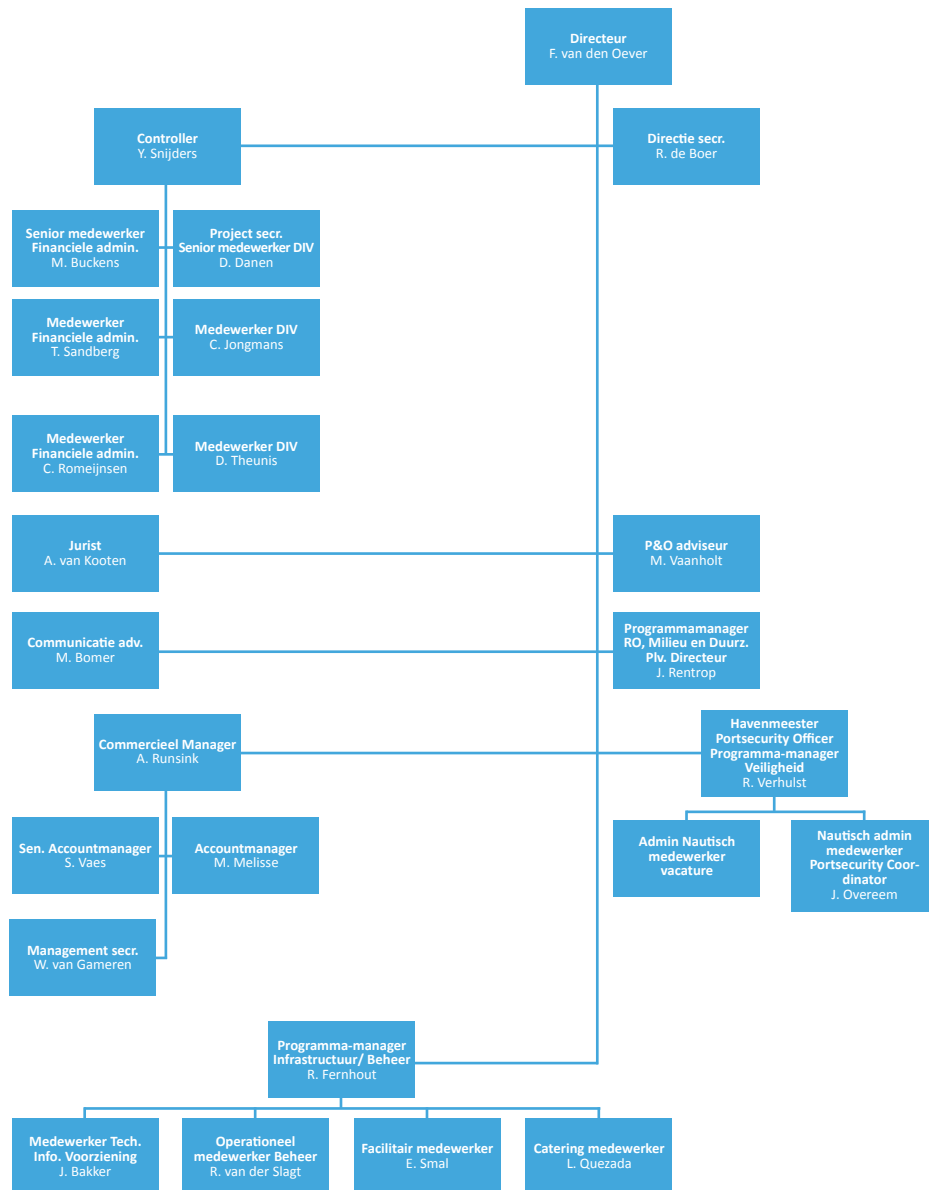 Directeur
F. van den Oever
Controller
Y. Snijders
Directie secr.
R. de Boer
Senior medewerker
Financiele admin.
M. Buckens
Project secr.
Senior medewerker DIV
D. Danen
Medewerker
Financiele admin.
T. Sandberg
Medewerker DIV
C. Jongmans
Medewerker
Financiele admin.
C. Romeijnsen
Medewerker DIV
D. Theunis
Jurist
A. van Kooten
P&O adviseur
M. Vaanholt
Communicatie adv.
M. Bomer
Programmamanager
RO, Milieu en Duurz.
Plv. Directeur
J. Rentrop
Commercieel Manager
A. Runsink
Havenmeester
Portsecurity Officer
Programma-manager
Veiligheid
R. Verhulst
Sen. Accountmanager
S. Vaes
Accountmanager
M. Melisse
Admin Nautisch
medewerker
vacature
Nautisch admin
medewerker
Portsecurity Coor-
dinator
J. Overeem
Management secr.
W. van Gameren
Programma-manager
Infrastructuur/ Beheer
R. Fernhout
Medewerker Tech.
Info. Voorziening
J. Bakker
Operationeel
medewerker Beheer
R. van der Slagt
Facilitair medewerker
E. Smal
Catering medewerker
L. Quezada